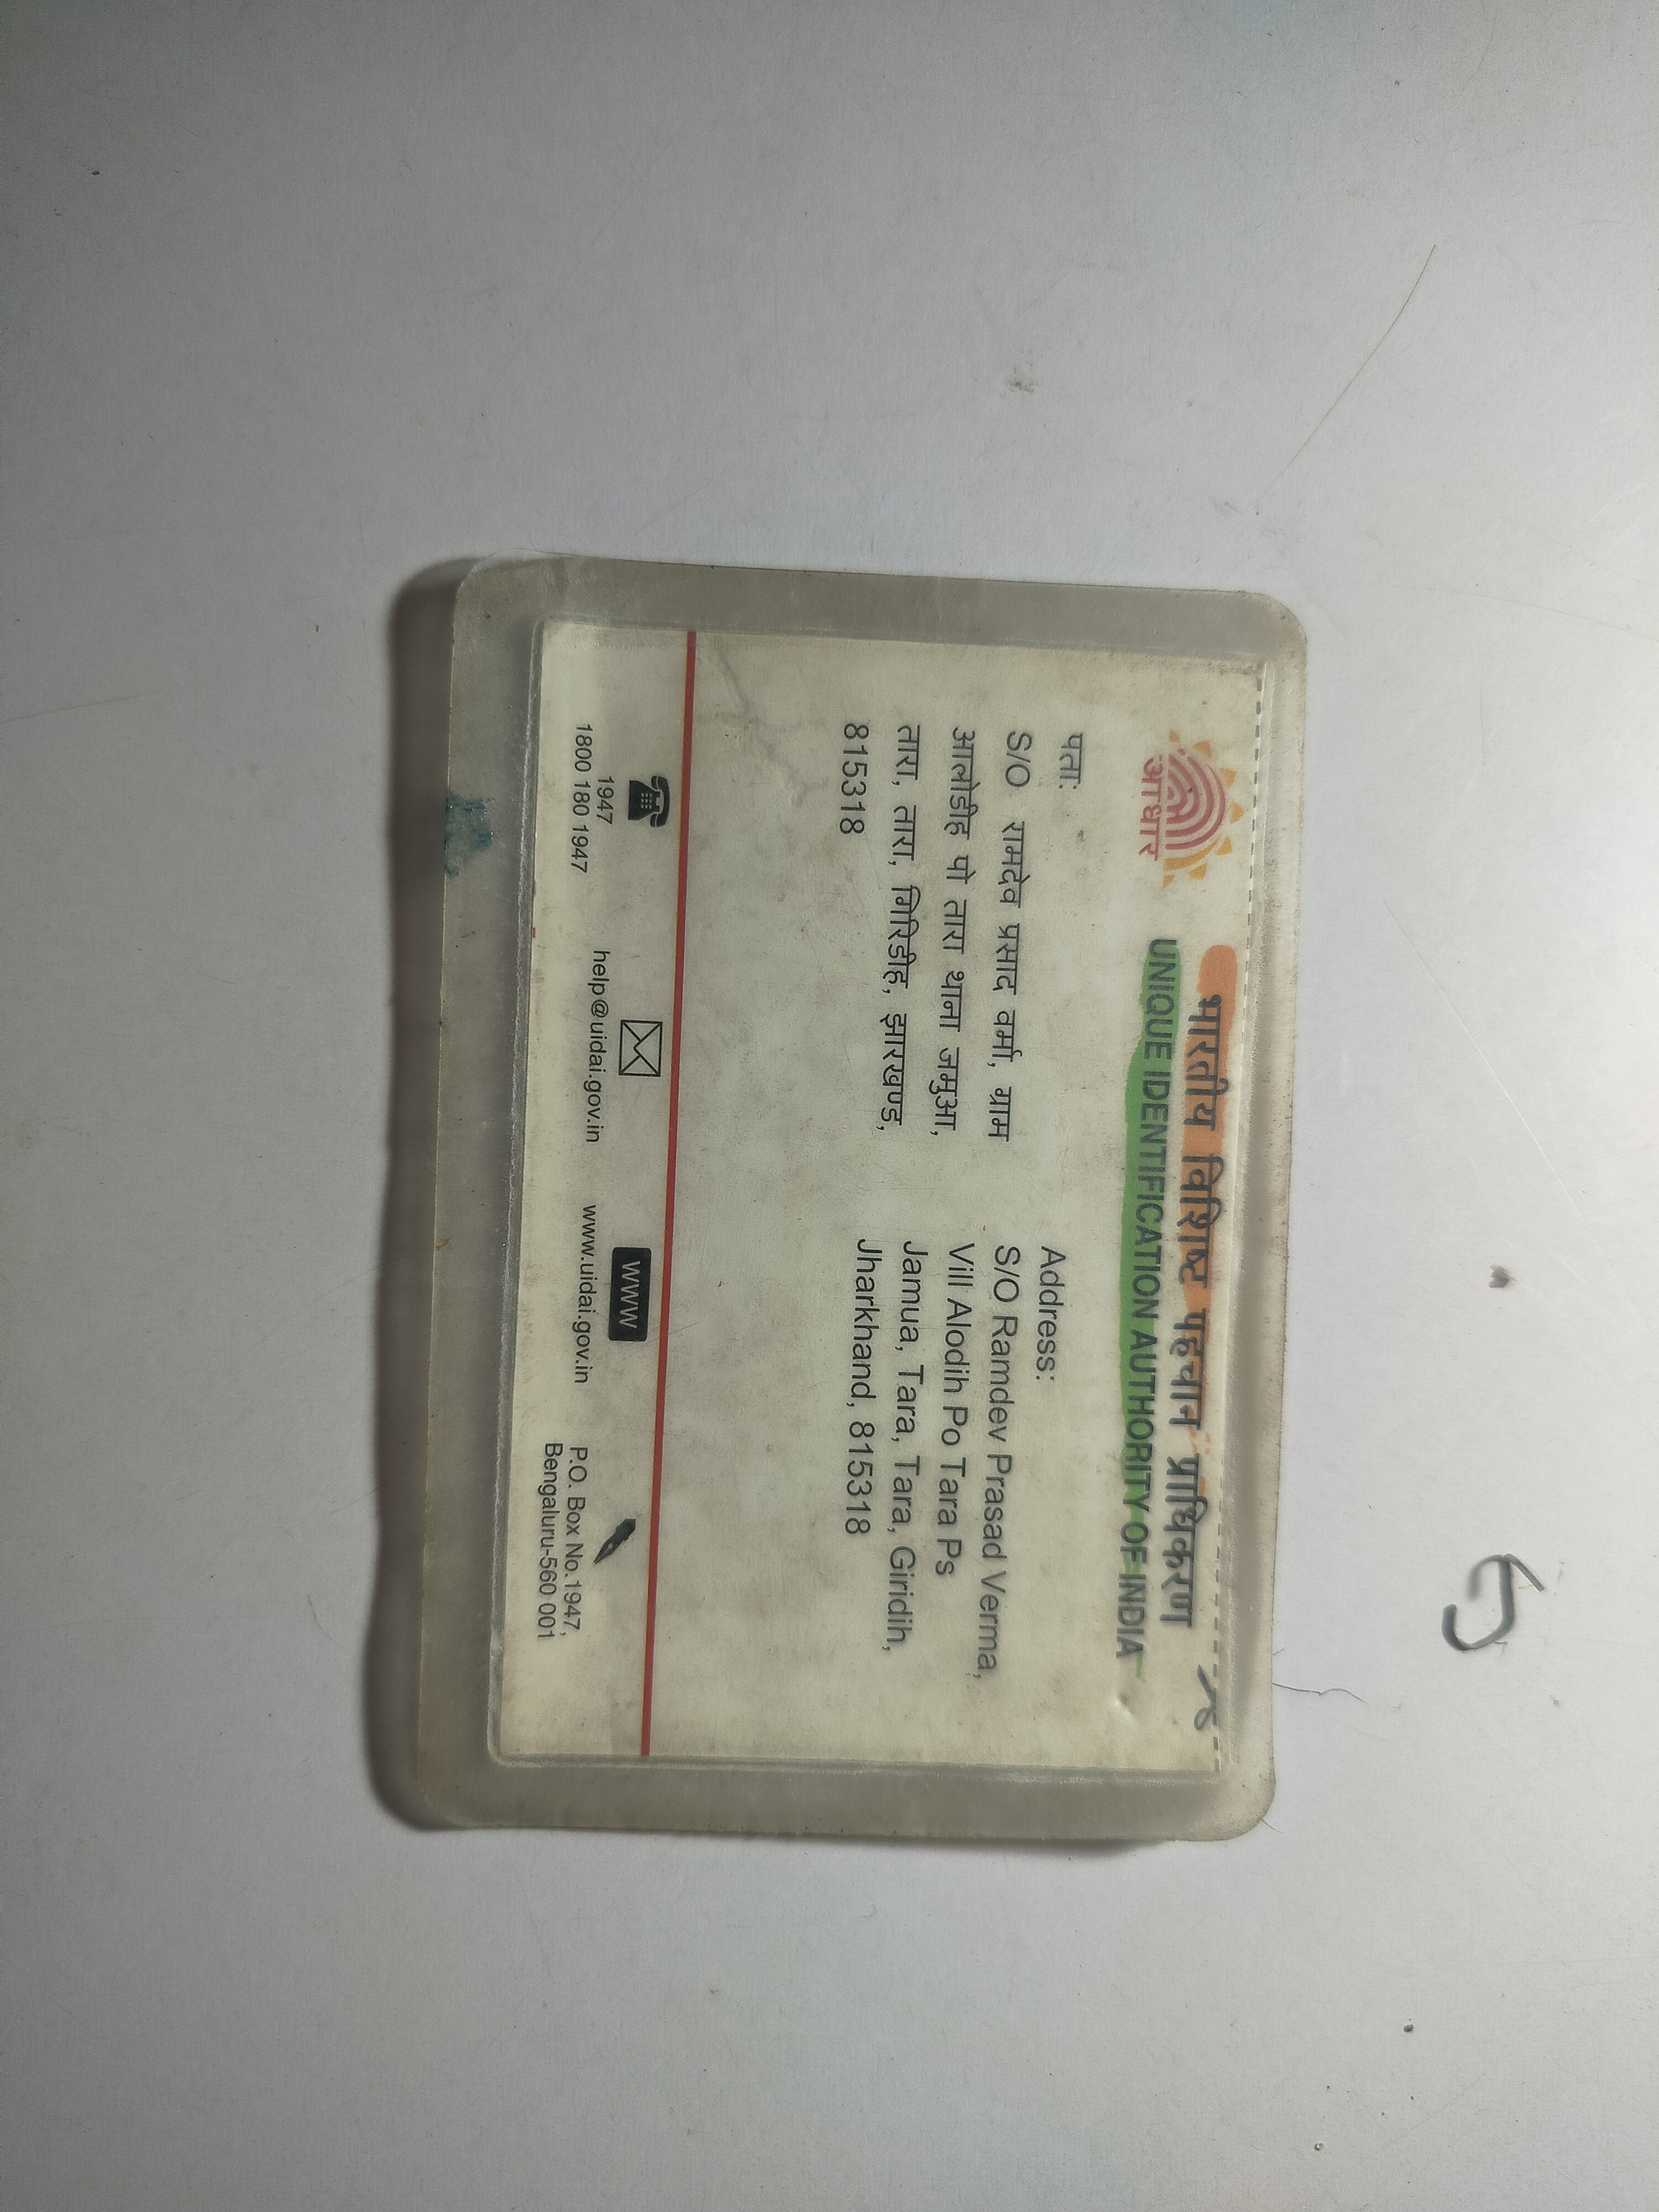 आधार
भारतीय विशिष्ट पहचान प्राधिकरण
UNIQUE IDENTIFICATION AUTHORITY OF INDIA
पता:
S/O रामदेव प्रसाद वर्मा, ग्राम
आलोडीह पो तारा थाना जमुआ,
तारा, तारा, गिरिडीह, झारखण्ड,
815318
Address:
S/O Ramdev Prasad Verma,
Vill Alodih Po Tara Ps
Jamua, Tara, Tara, Giridih,
Jharkhand, 815318
1947
1800 180 1947
help@uidai.gov.in
WWW
www.uidai.gov.in
P.O. Box No.1947,
Bengaluru-560 001